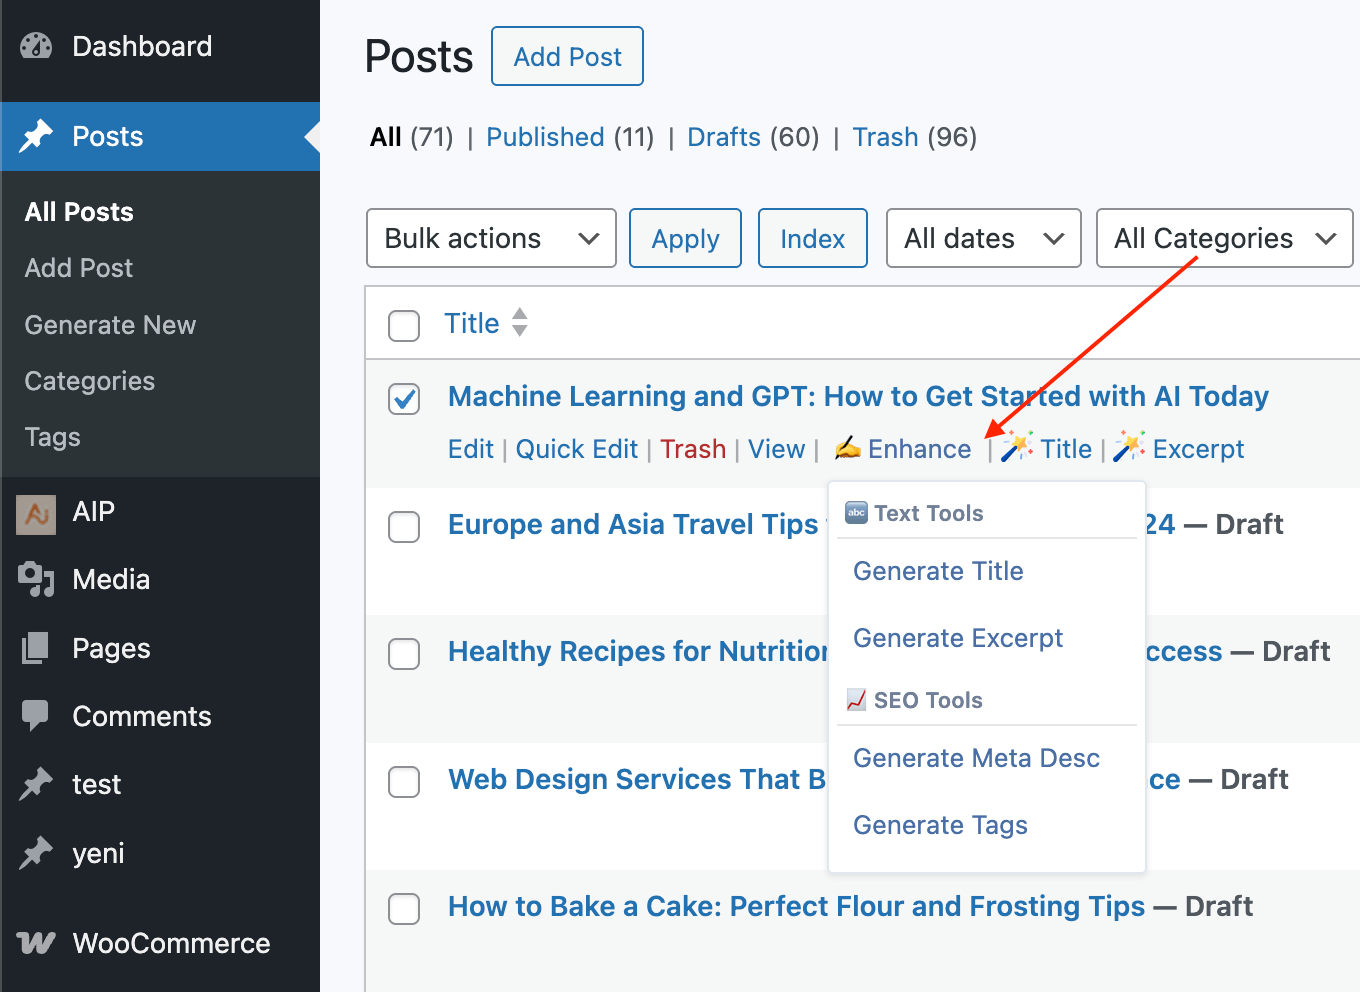 Dashboard
Posts
All Posts
Add Post
Generate New
Categories
Tags
AIP
Media
Pages
Comments
test
yeni
WooCommerce
Posts Add Post
All (71) | Published (11) | Drafts (60) | Trash (96)
Bulk actions Apply Index All dates All Categories
Title
Machine Learning and GPT: How to Get Started with AI Today
Edit | Quick Edit | Trash | View | ✍️ Enhance | 🪄 Title | 🪄 Excerpt
abc Text Tools
Generate Title
Generate Excerpt
SEO Tools
Generate Meta Desc
Generate Tags
Europe and Asia Travel Tips 24 — Draft
Healthy Recipes for Nutrition ccess — Draft
Web Design Services That B ce — Draft
How to Bake a Cake: Perfect Flour and Frosting Tips — Draft